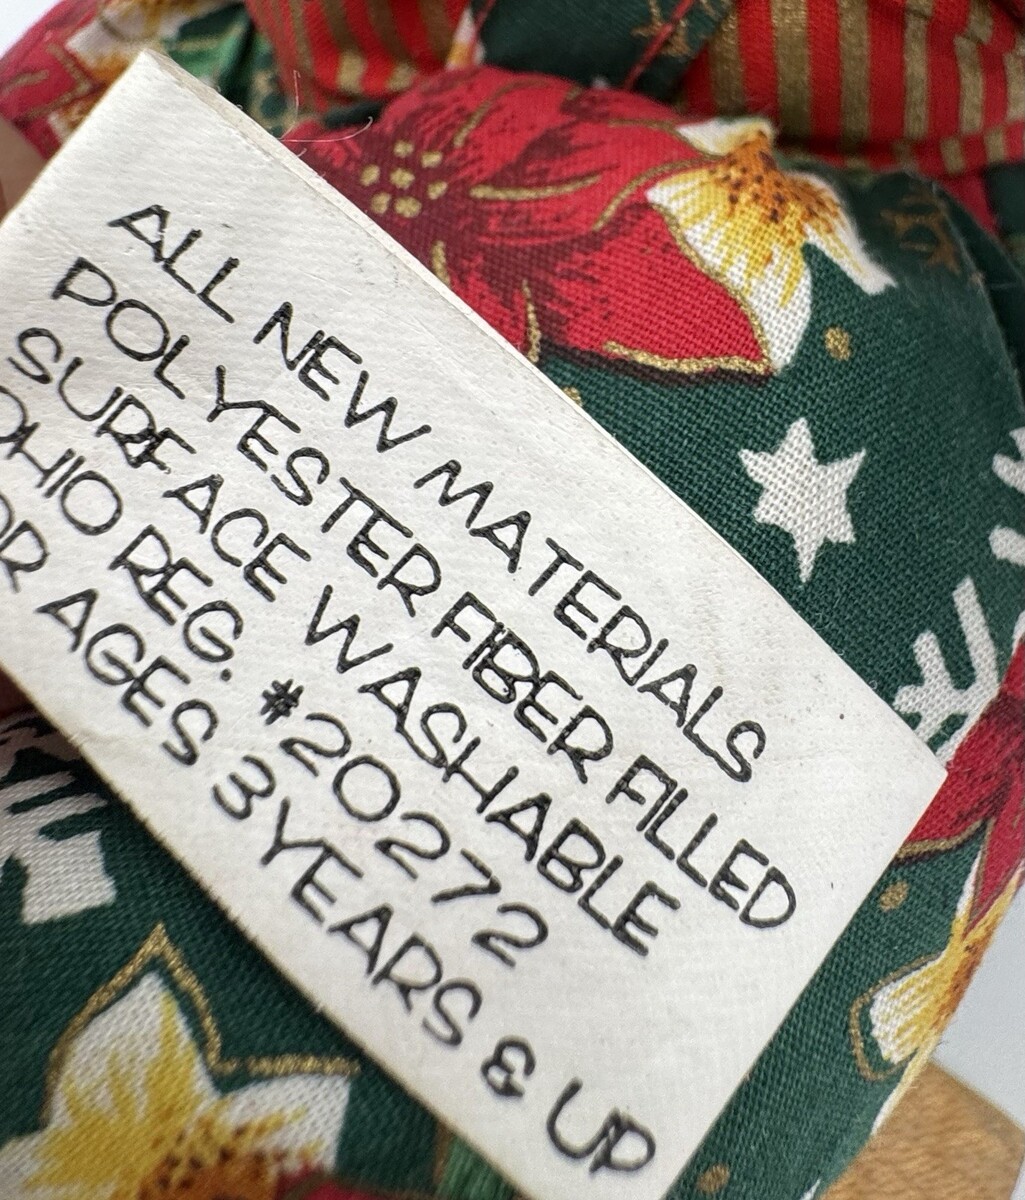 ALL NEW MATERIALS
POLYESTER FIBER FILLED
SURFACE WASHABLE
OHIO REG. #20272
OR AGES 3 YEARS & UP